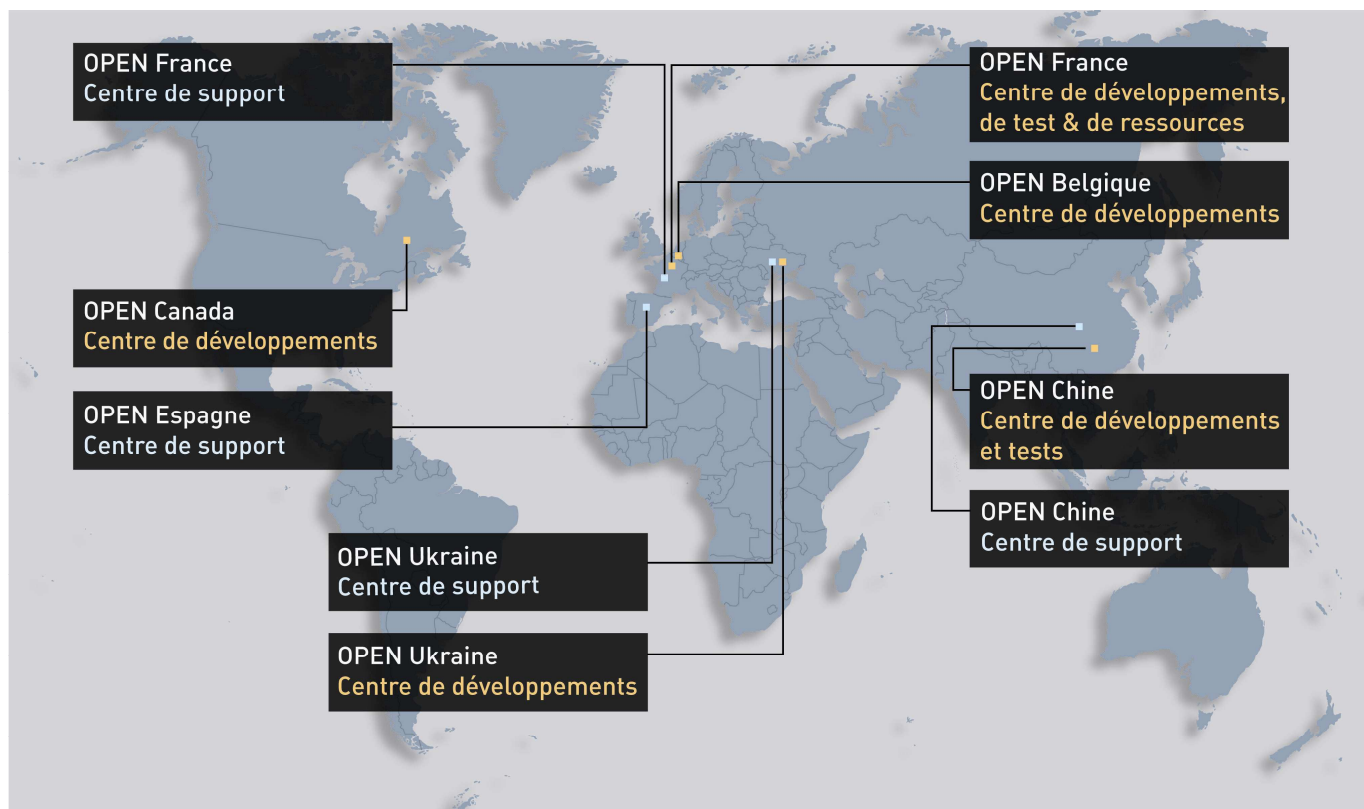 OPEN France
Centre de support
OPEN Canada
Centre de développements
OPEN Espagne
Centre de support
OPEN Ukraine
Centre de support
OPEN Ukraine
Centre de développements
OPEN France
Centre de développements,
de test & de ressources
OPEN Belgique
Centre de développements
OPEN Chine
Centre de développements
et tests
OPEN Chine
Centre de support